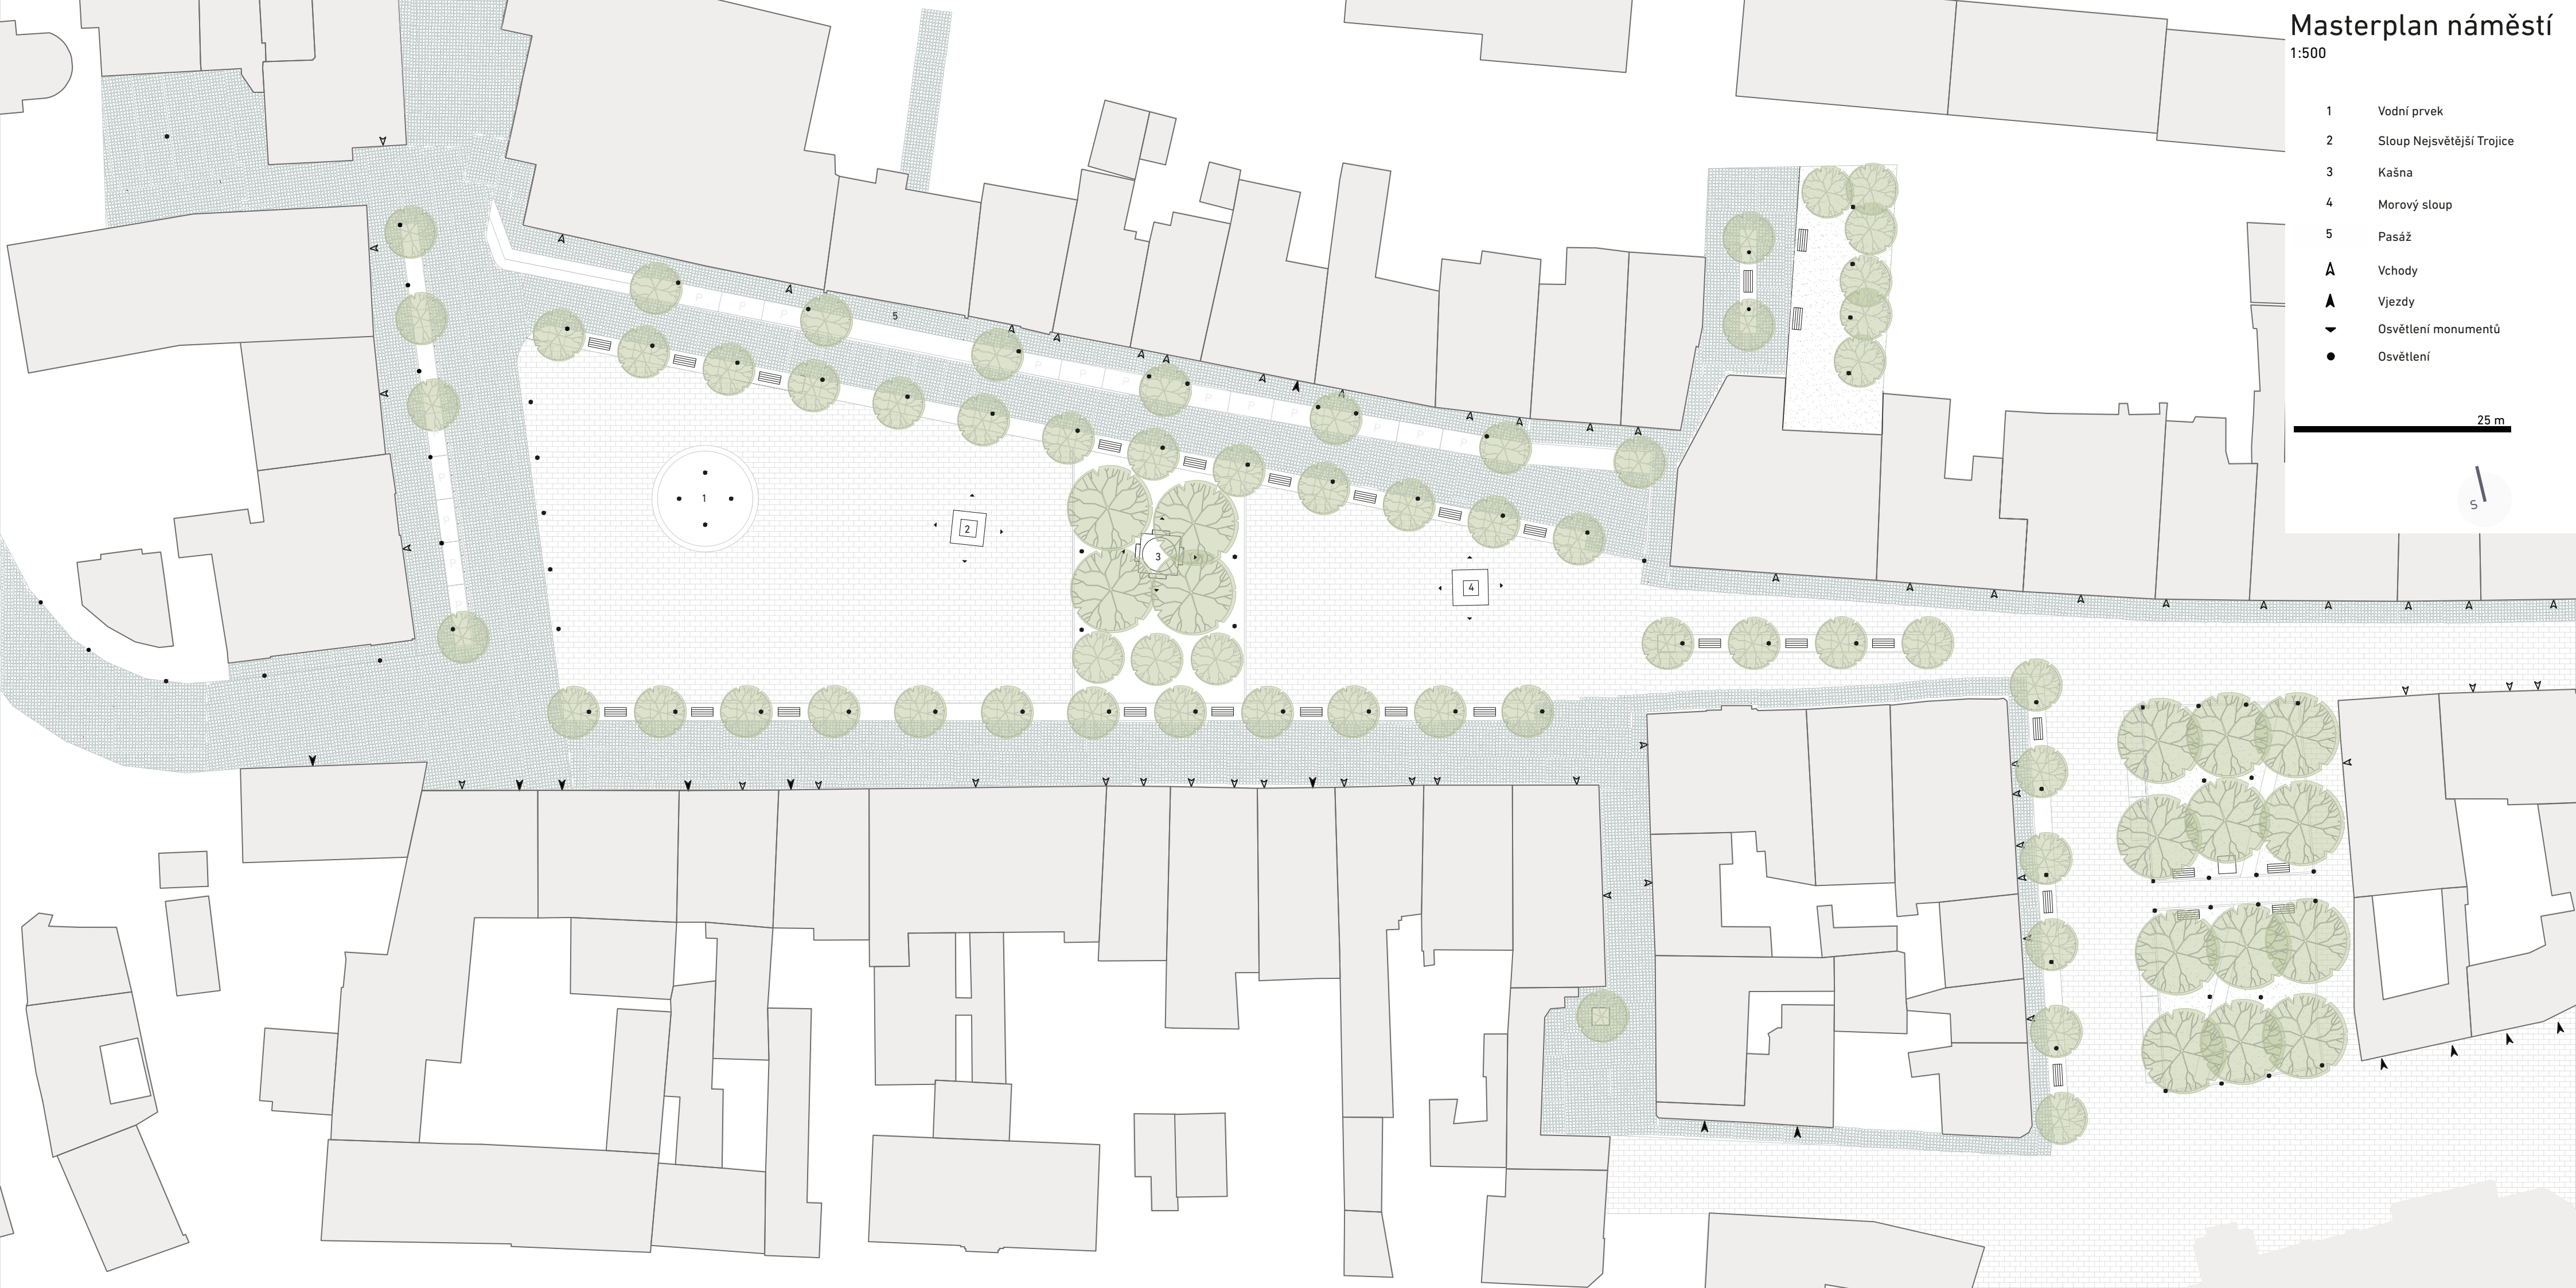 Masterplan náměstí
1:500
1 Vodní prvek
2 Sloup Nejsvětější Trojice
3 Kašna
4 Morový sloup
5 Pasáž
Vchody
Vjezdy
Osvětlení monumentů
Osvětlení
25 m
S
P P P
5
P P P
P P P
P P P
P
P
P
P
1
2
3
4